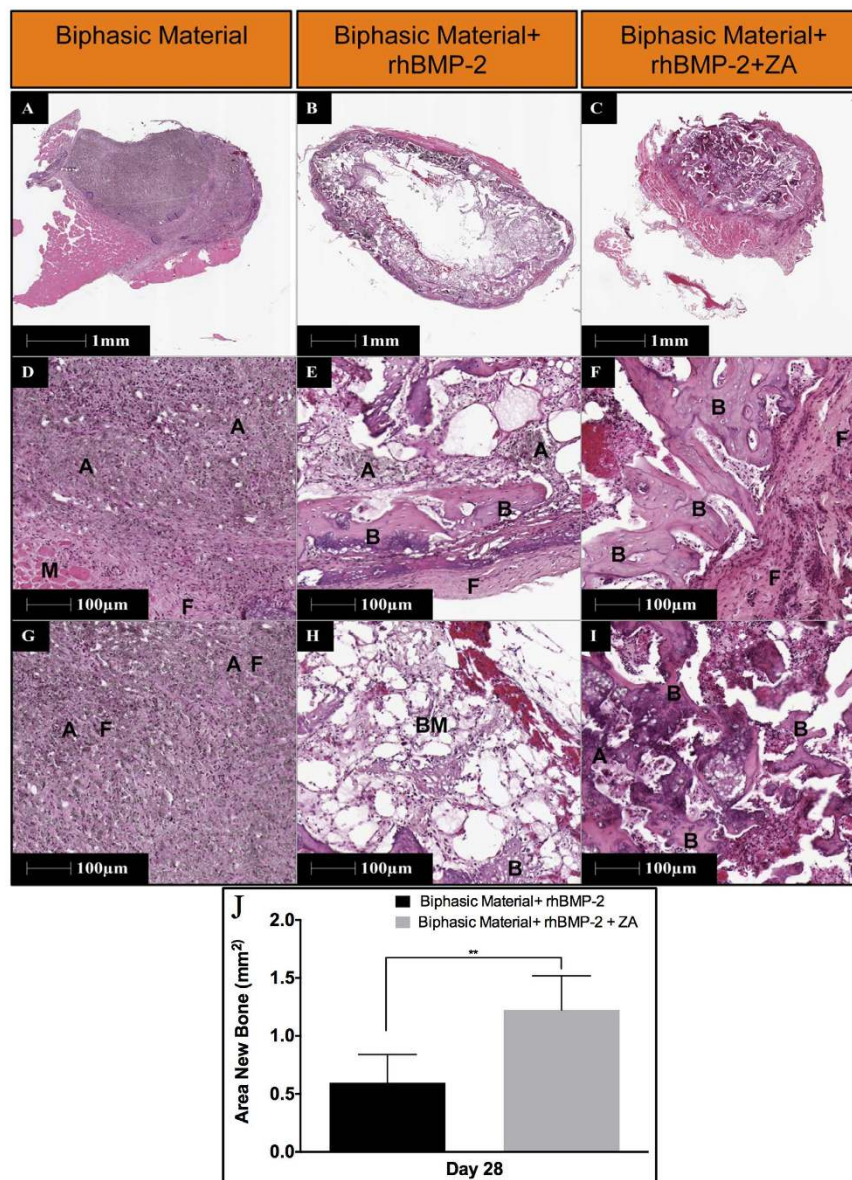 Biphasic Material
Biphasic Material+
rhBMP-2
Biphasic Material+
rhBMP-2+ZA
A
B
C
1mm
1mm
1mm
D
A
A
M
F
100µm
E
A
A
B
B
F
100µm
F
B
F
B
B
F
100µm
G
A F
A F
100µm
H
BM
B
100µm
I
B
B
A
B
100µm
J
Biphasic Material+ rhBMP-2
Biphasic Material+ rhBMP-2 + ZA
**
Area New Bone (mm²)
2.0
1.5
1.0
0.5
0.0
Day 28